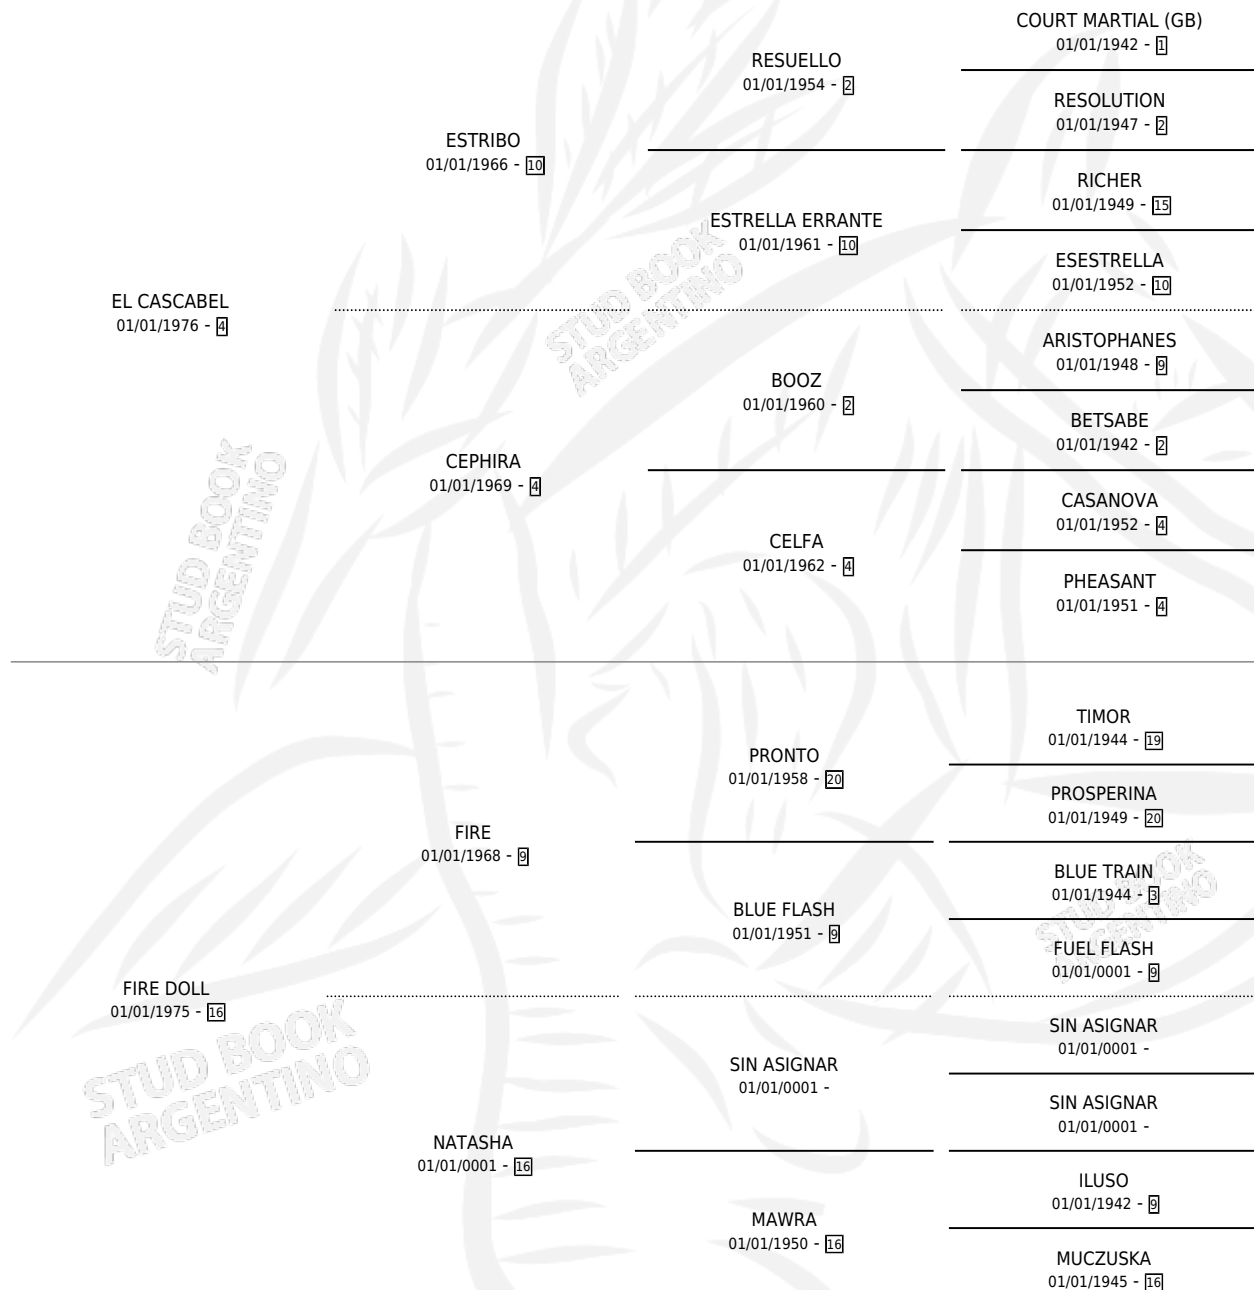 COURT MARTIAL (GB)
01/01/1942 - 1
RESUELLO
01/01/1954 - 2
RESOLUTION
01/01/1947 - 2
ESTRIBO
01/01/1966 - 10
RICHER
01/01/1949 - 15
ESTRELLA ERRANTE
01/01/1961 - 10
ESESTRELLA
01/01/1952 - 10
EL CASCABEL
01/01/1976 - 4
ARISTOPHANES
01/01/1948 - 9
BOOZ
01/01/1960 - 2
BETSABE
01/01/1942 - 2
CEPHIRA
01/01/1969 - 4
CASANOVA
01/01/1952 - 4
CELFA
01/01/1962 - 4
PHEASANT
01/01/1951 - 4
TIMOR
01/01/1944 - 19
PRONTO
01/01/1958 - 20
PROSPERINA
01/01/1949 - 20
FIRE
01/01/1968 - 9
BLUE TRAIN
01/01/1944 - 3
BLUE FLASH
01/01/1951 - 9
FUEL FLASH
01/01/0001 - 9
FIRE DOLL
01/01/1975 - 16
SIN ASIGNAR
01/01/0001 -
SIN ASIGNAR
01/01/0001 -
SIN ASIGNAR
01/01/0001 -
NATASHA
01/01/0001 - 16
ILUSO
01/01/1942 - 9
MAWRA
01/01/1950 - 16
MUCZUSKA
01/01/1945 - 16
STUD BOOK
ARGENTINO
STUD BOOK
ARGENTINO
STUD BOOK
ARGENTINO
STUD BOOK
ARGENTINO